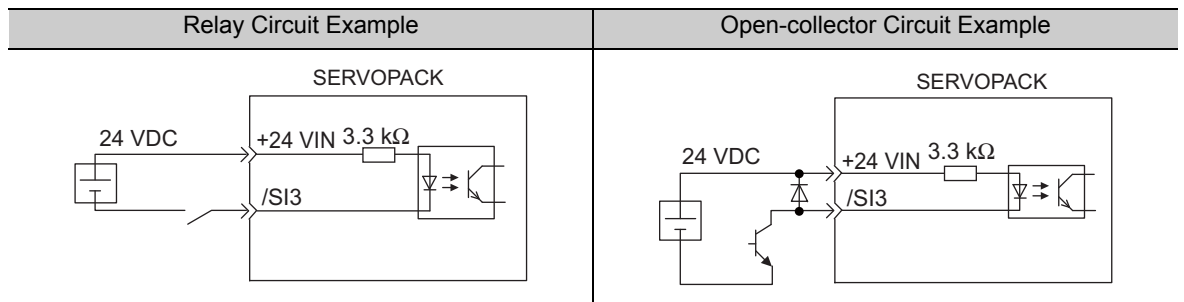 Relay Circuit Example
Open-collector Circuit Example
SERVOPACK
24 VDC
+24 VIN 3.3 kΩ
/SI3
SERVOPACK
24 VDC
+24 VIN 3.3 kΩ
/SI3